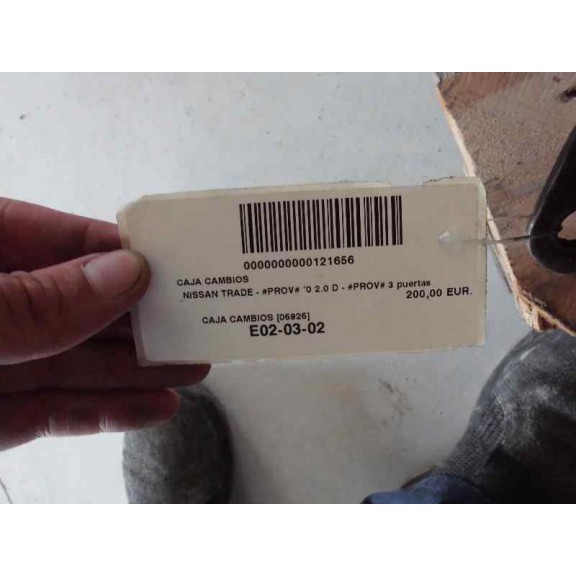 0000000000121656
CAJA CAMBIOS
NISSAN TRADE - #PROV# '0 2.0 D - #PROV# 3 puertas
200,00 EUR.
CAJA CAMBIOS [06926]
E02-03-02